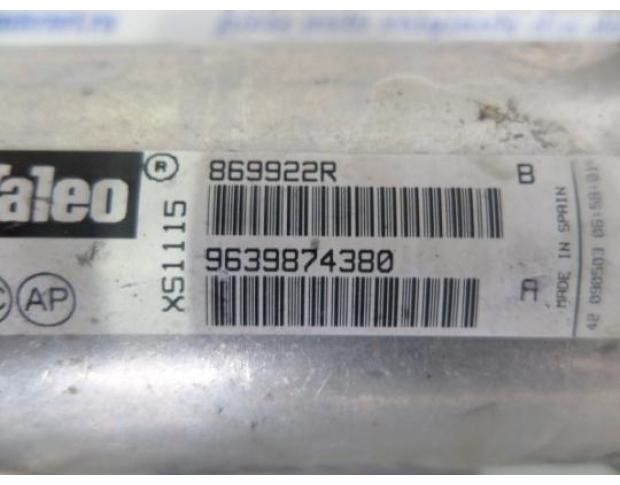 Valeo ®
869922R
B
XS1115
9639874380
A
AP
MADE IN SPAIN